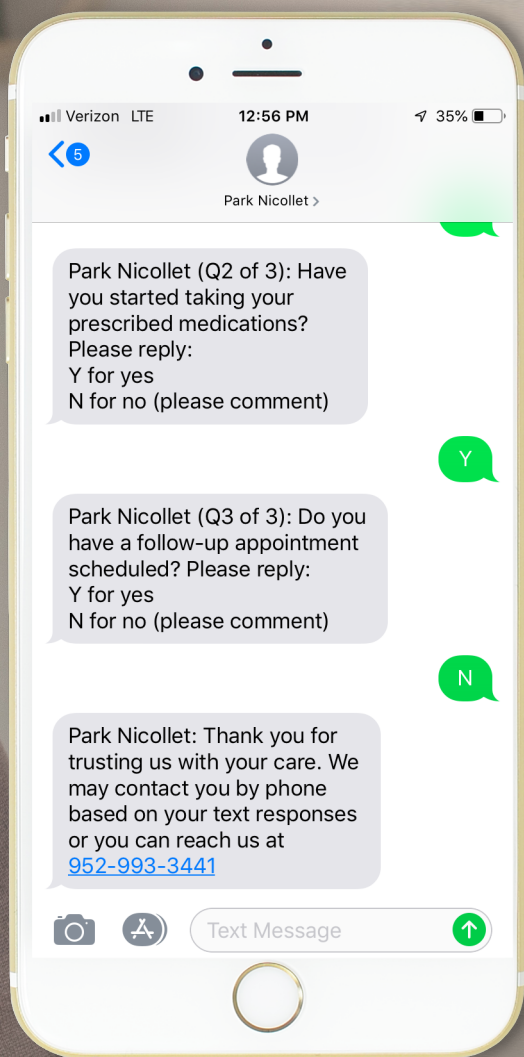 Verizon LTE 12:56 PM 35%
5
Park Nicollet >
Park Nicollet (Q2 of 3): Have
you started taking your
prescribed medications?
Please reply:
Y for yes
N for no (please comment)
Y
Park Nicollet (Q3 of 3): Do you
have a follow-up appointment
scheduled? Please reply:
Y for yes
N for no (please comment)
N
Park Nicollet: Thank you for
trusting us with your care. We
may contact you by phone
based on your text responses
or you can reach us at
952-993-3441
Text Message